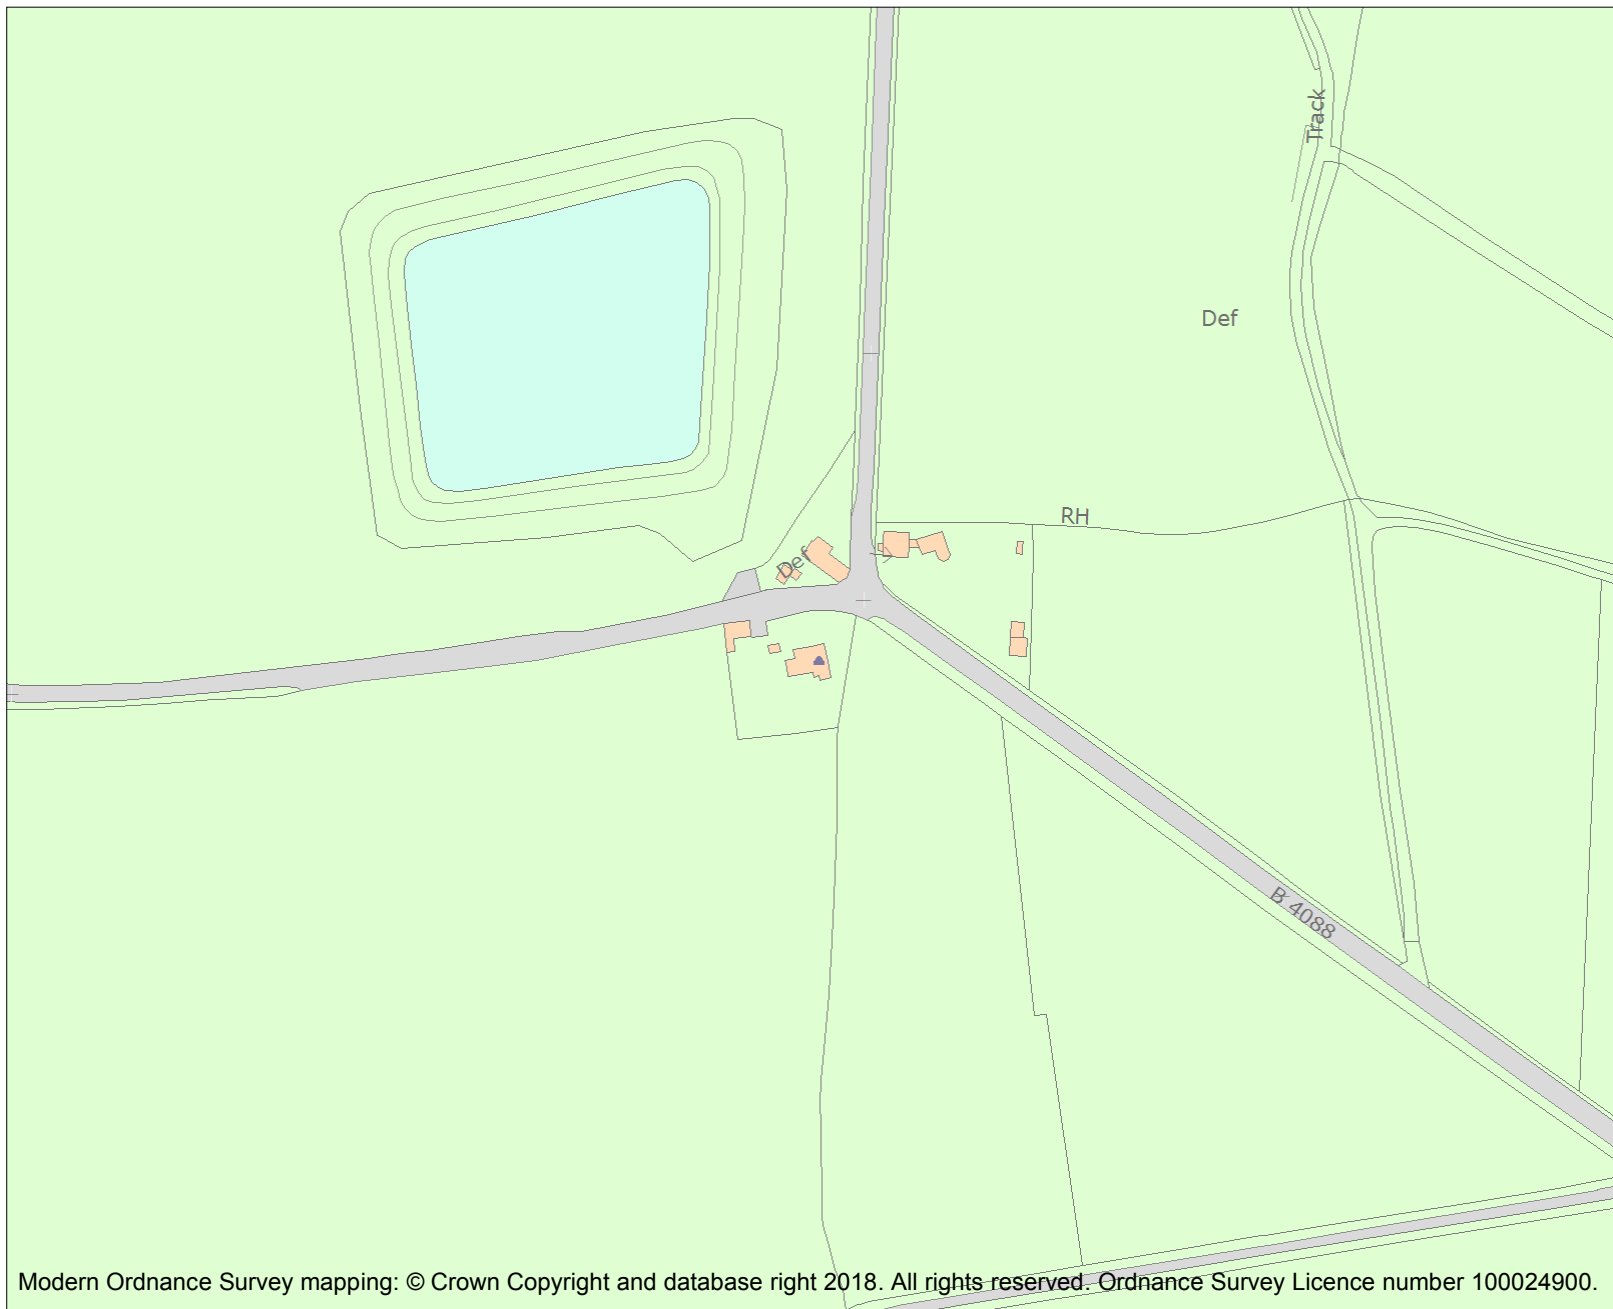 Track
Def
RH
Def
B 4088
Modern Ordnance Survey mapping: © Crown Copyright and database right 2018. All rights reserved. Ordnance Survey Licence number 100024900.